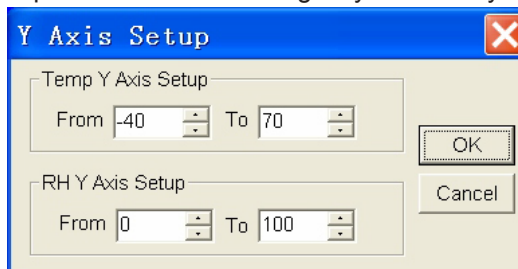 Y Axis Setup
Temp Y Axis Setup
From -40 To 70
OK
RH Y Axis Setup
Cancel
From 0 To 100